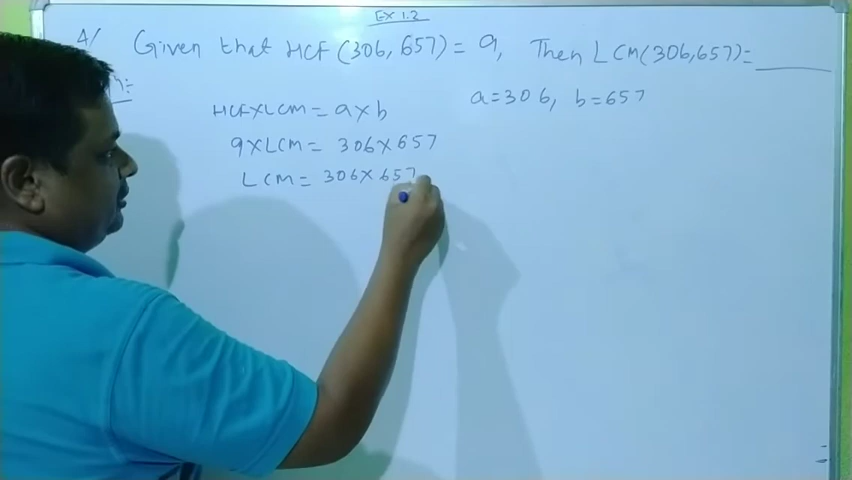 EX 1.2
4/ Given that HCF (306, 657) = 9, Then LCM(306,657)=
n:-
a=306, b=657
HCF×LCM = a×b
9×LCM = 306×657
LCM = 306×657